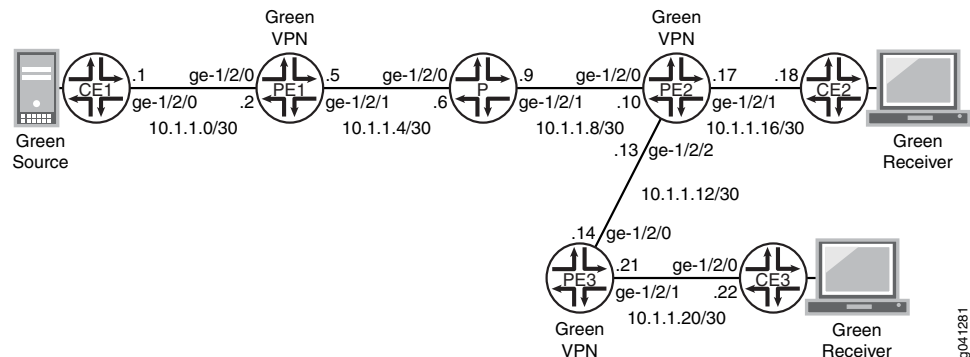 Green
VPN
Green
VPN
CE1
.1
ge-1/2/0
PE1
.5
ge-1/2/0
P
.9
ge-1/2/0
PE2
.17
.18
CE2
ge-1/2/0
.2
ge-1/2/1
.6
ge-1/2/1
.10
ge-1/2/1
10.1.1.0/30
10.1.1.4/30
10.1.1.8/30
10.1.1.16/30
Green
Source
Green
Receiver
.13
ge-1/2/2
10.1.1.12/30
.14
ge-1/2/0
PE3
.21
ge-1/2/0
CE3
ge-1/2/1
.22
10.1.1.20/30
Green
VPN
Green
Receiver
g041281